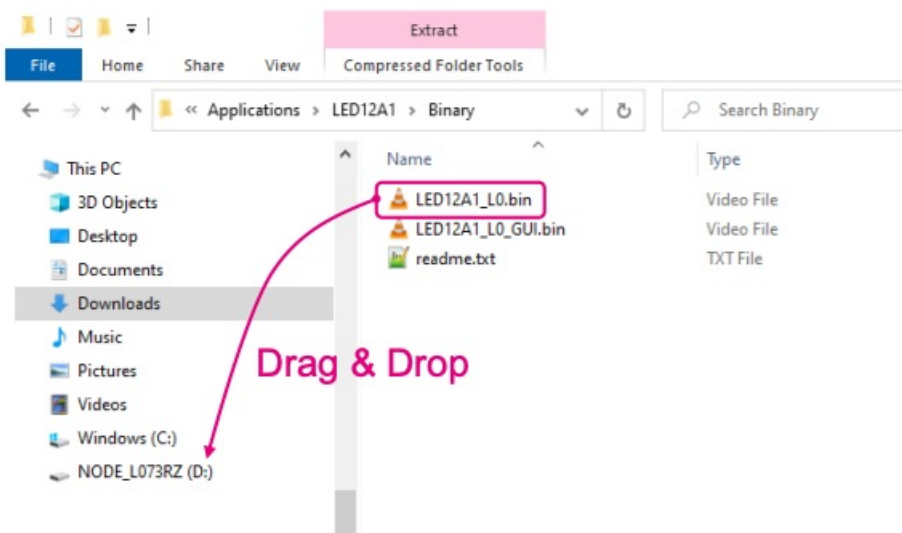 Extract
File Home Share View Compressed Folder Tools
« Applications > LED12A1 > Binary Search Binary
Name Type
This PC
3D Objects
Desktop
Documents
Downloads
Music
Pictures
Videos
Windows (C:)
NODE_L073RZ (D:)
LED12A1_L0.bin Video File
LED12A1_L0_GUI.bin Video File
readme.txt TXT File
Drag & Drop